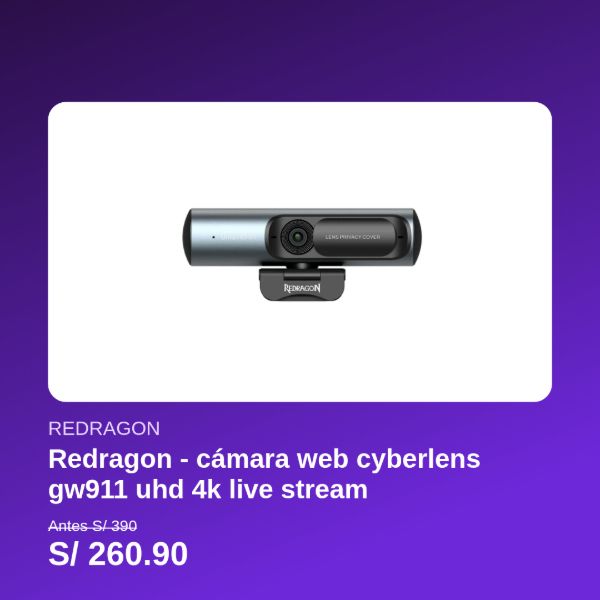 LENS PRIVACY COVER
REDRAGON
REDRAGON
Redragon - cámara web cyberlens
gw911 uhd 4k live stream
Antes S/ 390
S/ 260.90